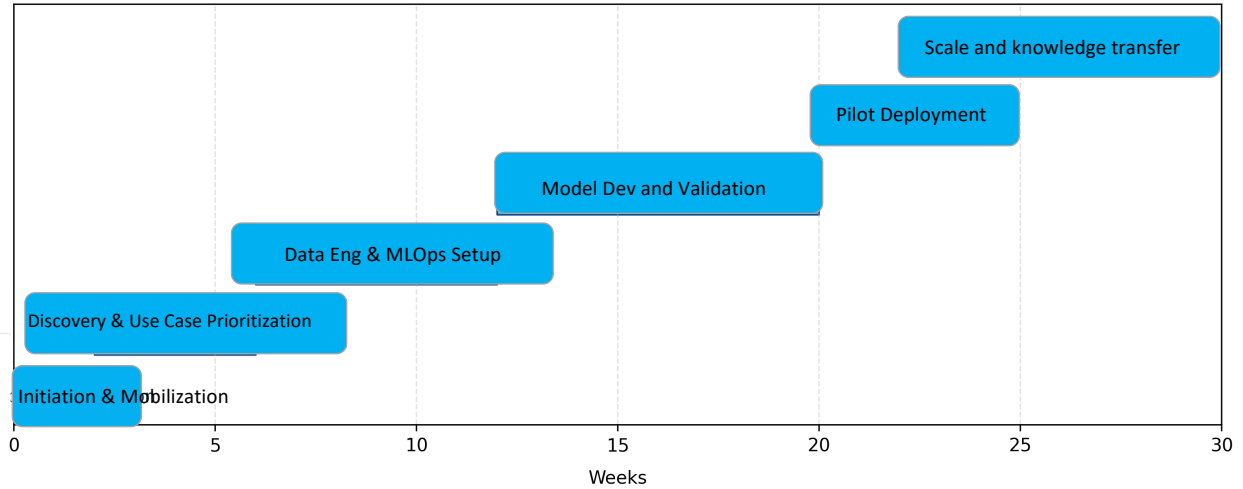 Scale and knowledge transfer
Pilot Deployment
Model Dev and Validation
Data Eng & MLOps Setup
Discovery & Use Case Prioritization
Initiation & Mobilization
0 5 10 15 20 25 30
Weeks